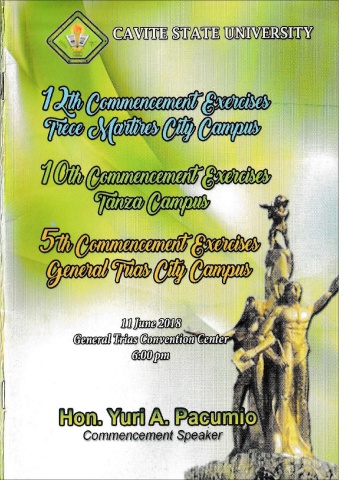 CAVITE STATE UNIVERSITY
12th Commencement Exercises
Trece Martires City Campus
10th Commencement Exercises
Tanza Campus
5th Commencement Exercises
General Trias City Campus
11 June 2018
General Trias Convention Center
6:00 pm
Hon. Yuri A. Pacumio
Commencement Speaker